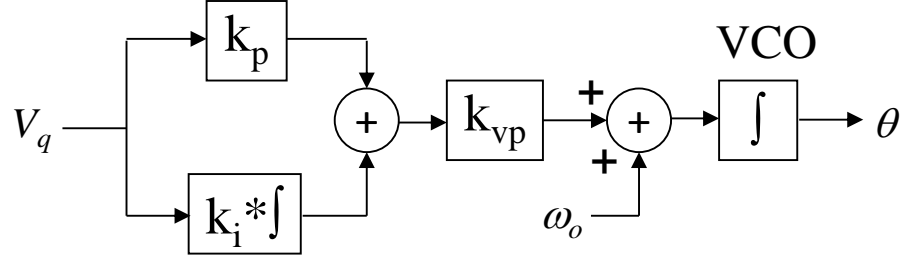 VCO
k_p
V_q
+
k_vp
+
+
+
∫
θ
k_i*∫
ω_o